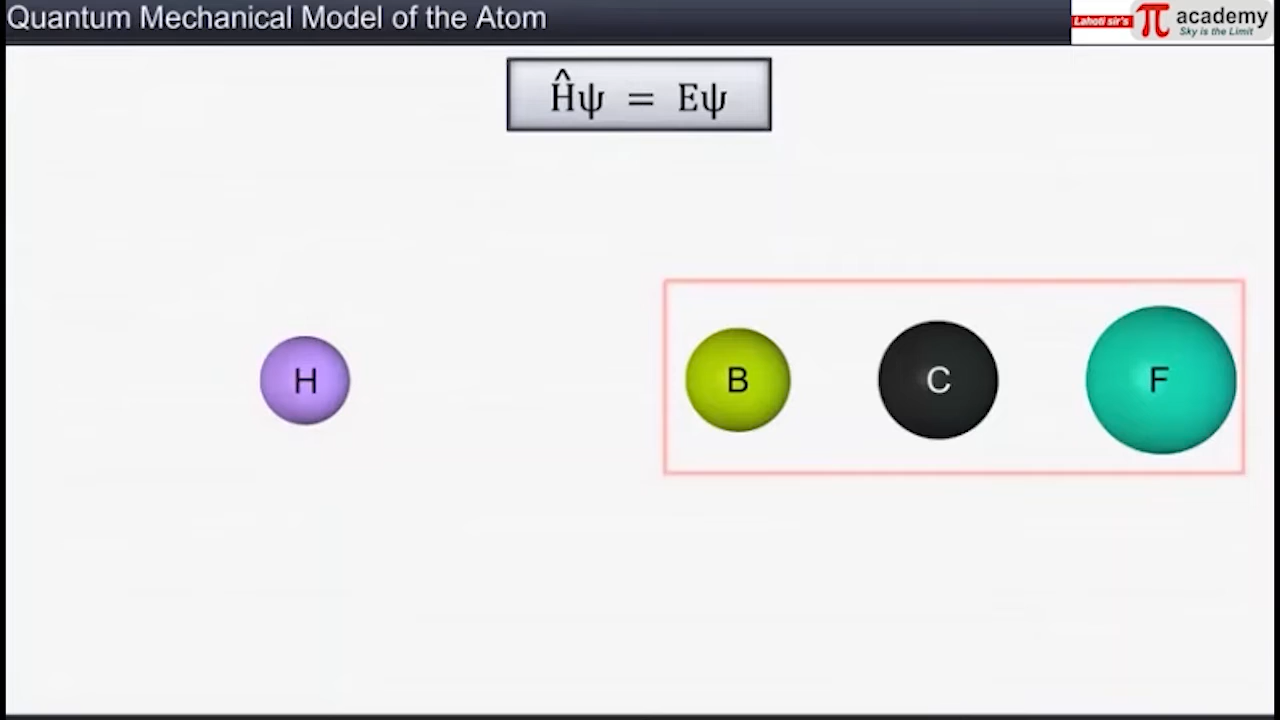 Quantum Mechanical Model of the Atom
Lahoti sir's
π academy
Sky is the Limit
Ĥψ = Eψ
H
B
C
F